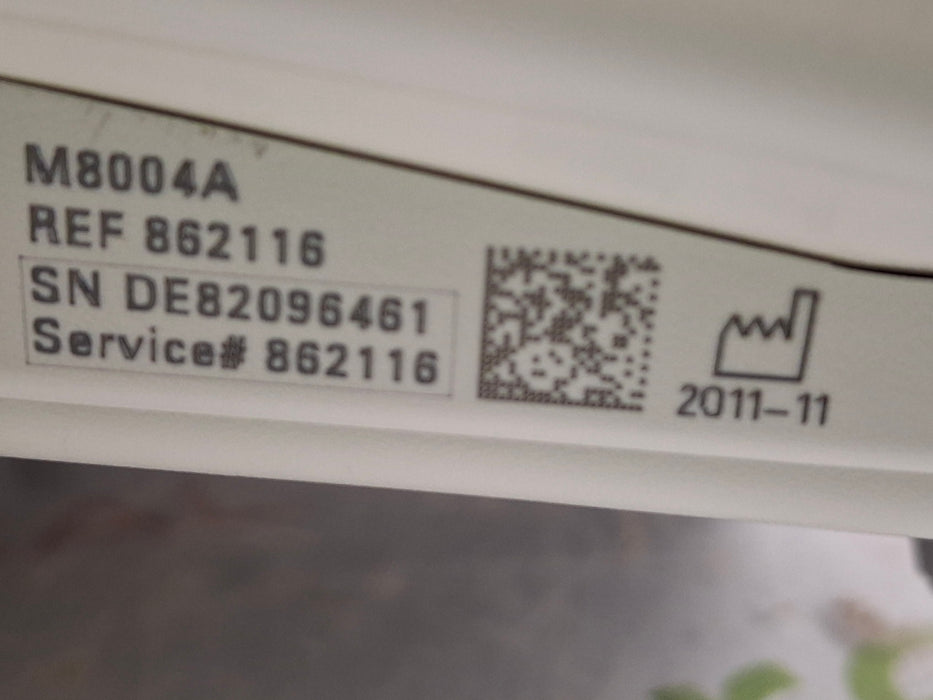 M8004A
REF 862116
SN DE82096461
Service# 862116
2011-11